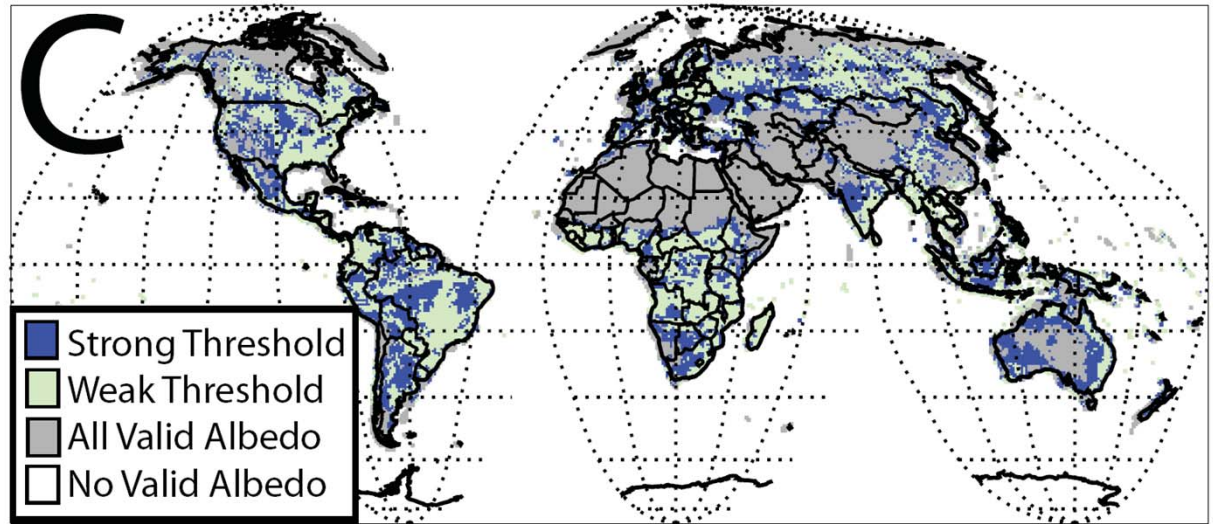 C
Strong Threshold
Weak Threshold
All Valid Albedo
No Valid Albedo